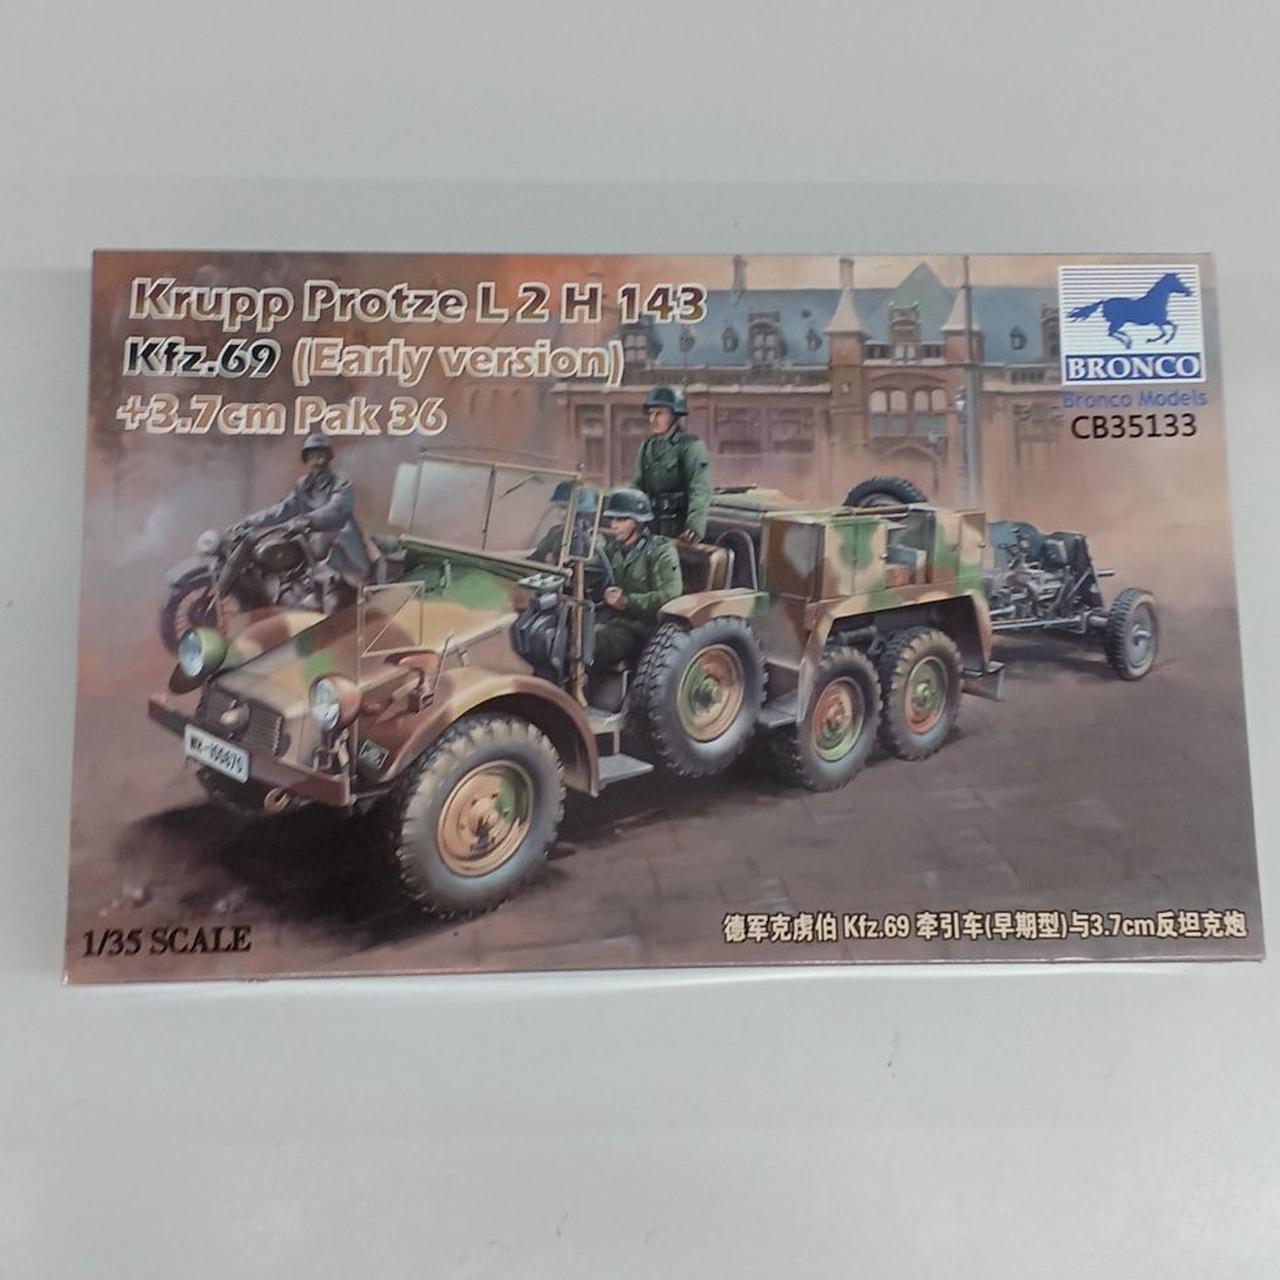 Krupp Protze L 2 H 143
Kfz.69 (Early version)
+3.7cm Pak 36
BRONCO
Bronco Models
CB35133
WH-100675
1/35 SCALE
德军克虏伯 Kfz.69 牵引车(早期型)与3.7cm反坦克炮